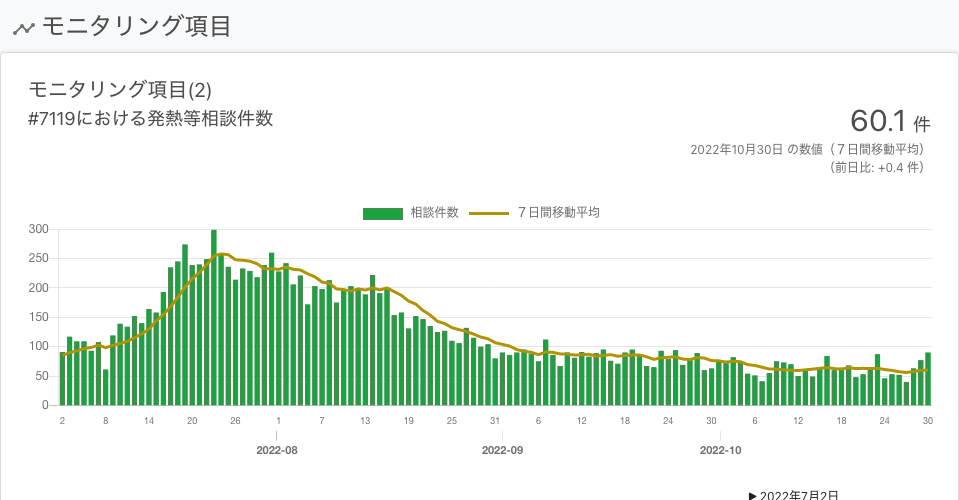 モニタリング項目
モニタリング項目(2)
#7119における発熱等相談件数
60.1 件
2022年10月30日 の数値（７日間移動平均）
（前日比: +0.4 件）
相談件数 ７日間移動平均
300
250
200
150
100
50
0
2 8 14 20 26 1 7 13 19 25 31 6 12 18 24 30 6 12 18 24 30
2022-08 2022-09 2022-10
▶ 2022年7月2日